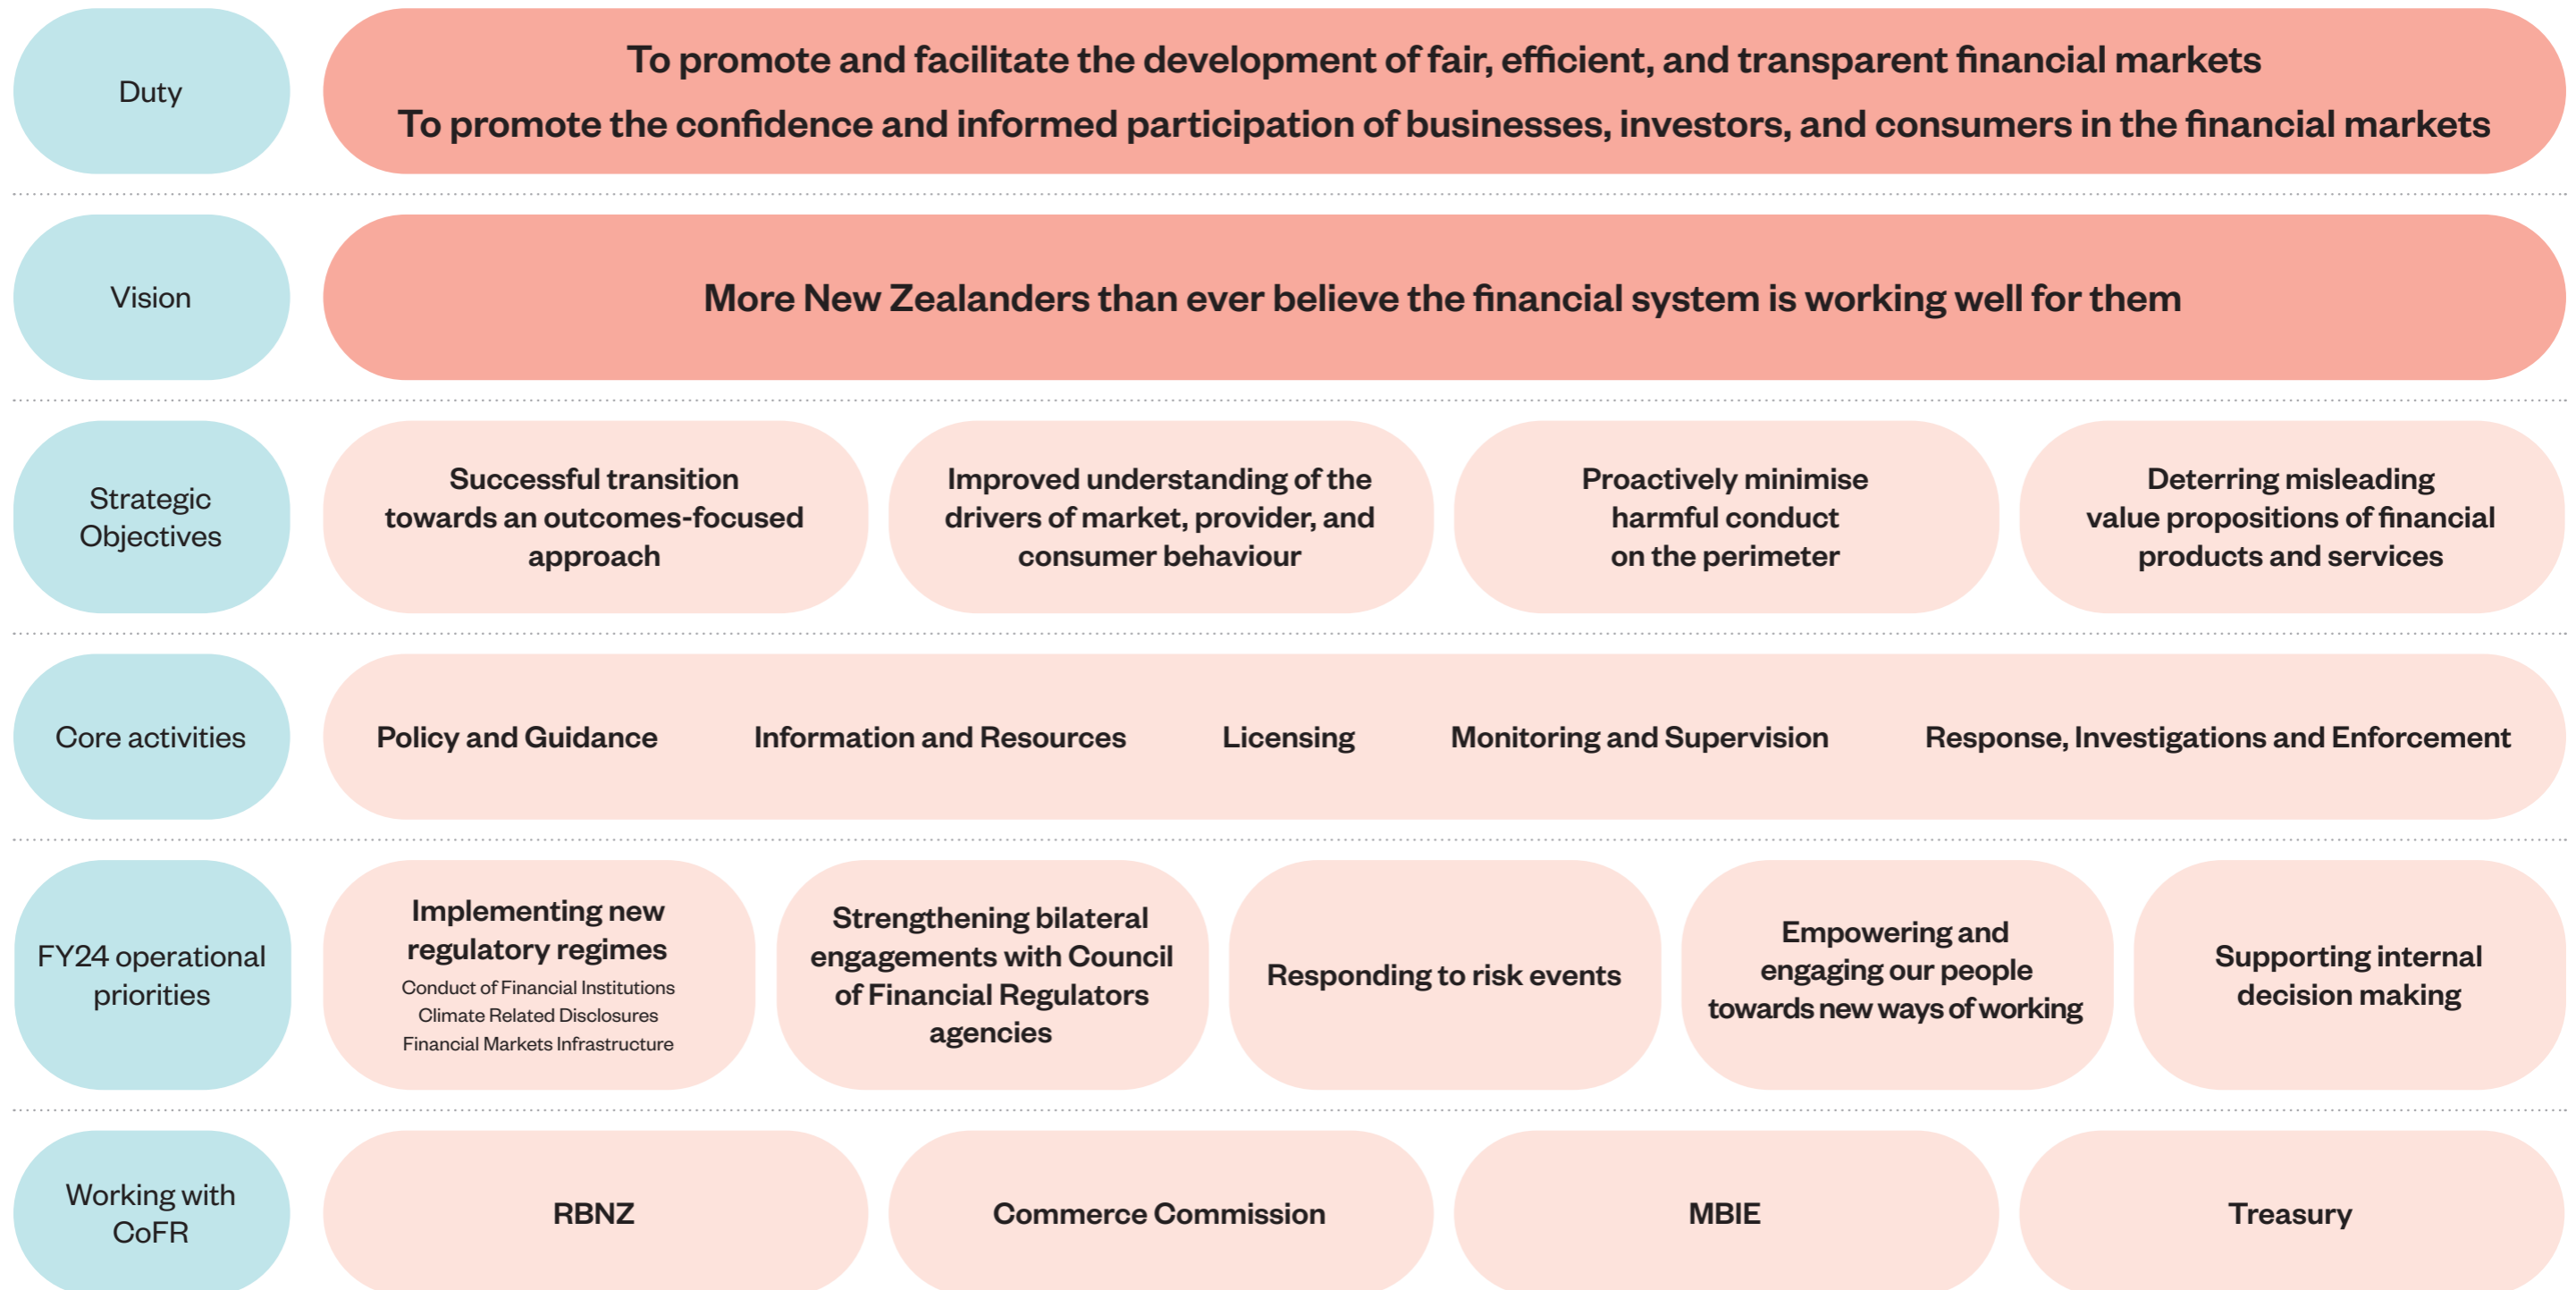 Duty
To promote and facilitate the development of fair, efficient, and transparent financial markets
To promote the confidence and informed participation of businesses, investors, and consumers in the financial markets
Vision
More New Zealanders than ever believe the financial system is working well for them
Strategic
Objectives
Successful transition
towards an outcomes-focused
approach
Improved understanding of the
drivers of market, provider, and
consumer behaviour
Proactively minimise
harmful conduct
on the perimeter
Deterring misleading
value propositions of financial
products and services
Core activities
Policy and Guidance
Information and Resources
Licensing
Monitoring and Supervision
Response, Investigations and Enforcement
FY24 operational
priorities
Implementing new
regulatory regimes
Conduct of Financial Institutions
Climate Related Disclosures
Financial Markets Infrastructure
Strengthening bilateral
engagements with Council
of Financial Regulators
agencies
Responding to risk events
Empowering and
engaging our people
towards new ways of working
Supporting internal
decision making
Working with
CoFR
RBNZ
Commerce Commission
MBIE
Treasury